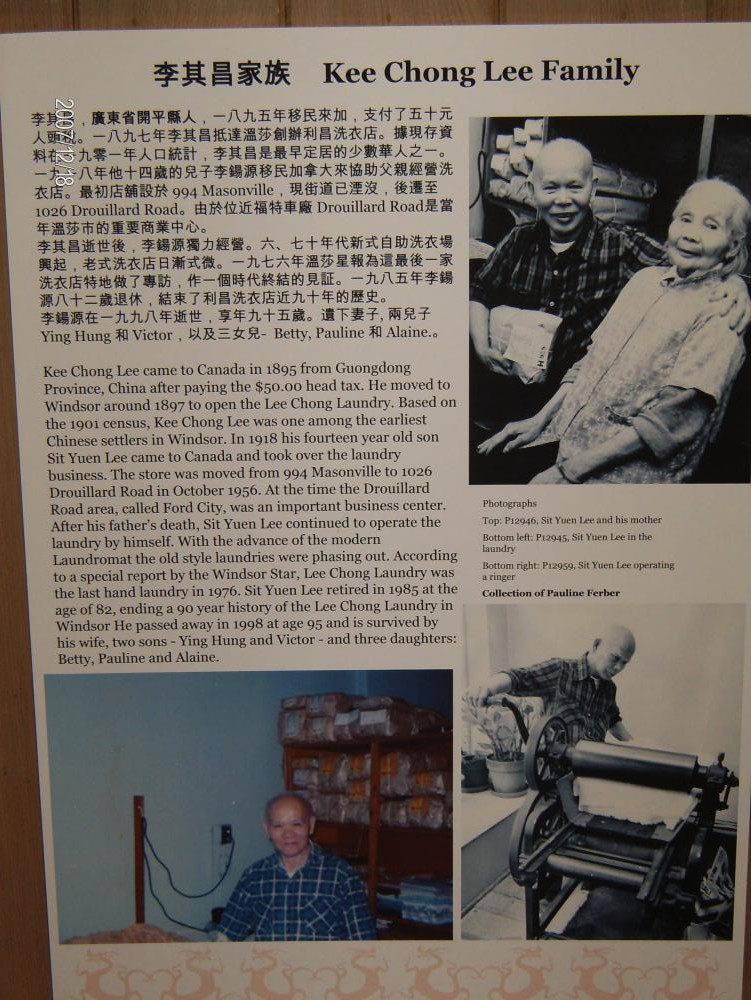 李其昌家族 Kee Chong Lee Family
李其 ，廣東省開平縣人，一八九五年移民來加，支付了五十元
人頭 。一八九七年李其昌抵達溫莎創辦利昌洗衣店。據現存資
料在 九零一年人口統計，李其昌是最早定居的少數華人之一。
一九 八年他十四歲的兒子李錫源移民加拿大來協助父親經營洗
衣店。最初店舖設於 994 Masonville，現街道已湮沒，後遷至
1026 Drouillard Road。由於位近福特車廠 Drouillard Road是當
年溫莎市的重要商業中心。
李其昌逝世後，李錫源獨力經營。六、七十年代新式自助洗衣場
興起，老式洗衣店日漸式微。一九七六年溫莎星報為這最後一家
洗衣店特地做了專訪，作一個時代終結的見証。一九八五年李錫
源八十二歲退休，結束了利昌洗衣店近九十年的歷史。
李錫源在一九九八年逝世，享年九十五歲。遺下妻子, 兩兒子
Ying Hung 和 Victor，以及三女兒- Betty, Pauline 和 Alaine.。
Kee Chong Lee came to Canada in 1895 from Guongdong
Province, China after paying the $50.00 head tax. He moved to
Windsor around 1897 to open the Lee Chong Laundry. Based on
the 1901 census, Kee Chong Lee was one among the earliest
Chinese settlers in Windsor. In 1918 his fourteen year old son
Sit Yuen Lee came to Canada and took over the laundry
business. The store was moved from 994 Masonville to 1026
Drouillard Road in October 1956. At the time the Drouillard
Road area, called Ford City, was an important business center.
After his father's death, Sit Yuen Lee continued to operate the
laundry by himself. With the advance of the modern
Laundromat the old style laundries were phasing out. According
to a special report by the Windsor Star, Lee Chong Laundry was
the last hand laundry in 1976. Sit Yuen Lee retired in 1985 at the
age of 82, ending a 90 year history of the Lee Chong Laundry in
Windsor He passed away in 1998 at age 95 and is survived by
his wife, two sons - Ying Hung and Victor - and three daughters:
Betty, Pauline and Alaine.
Photographs
Top: P12946, Sit Yuen Lee and his mother
Bottom left: P12945, Sit Yuen Lee in the
laundry
Bottom right: P12959, Sit Yuen Lee operating
a ringer
Collection of Pauline Ferber
2007/12/18